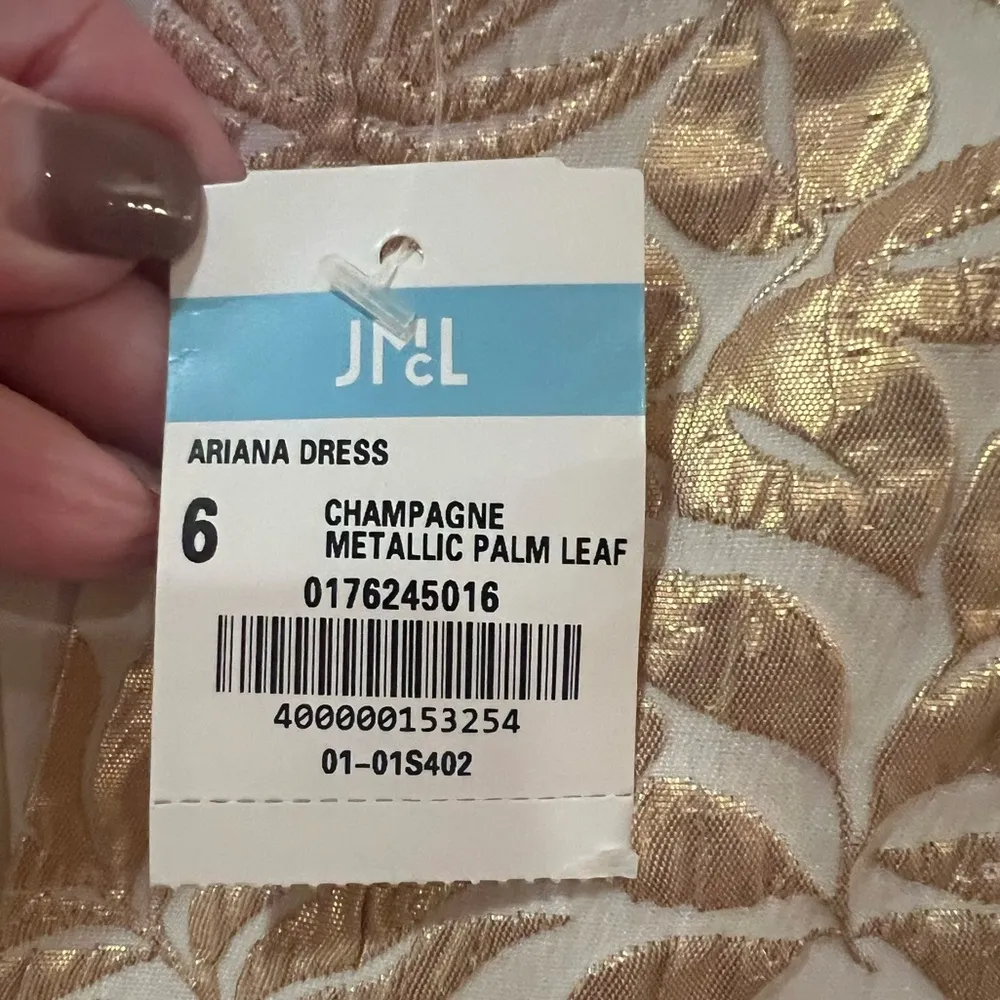 JMcL
ARIANA DRESS
6 CHAMPAGNE
METALLIC PALM LEAF
0176245016
400000153254
01-01S402